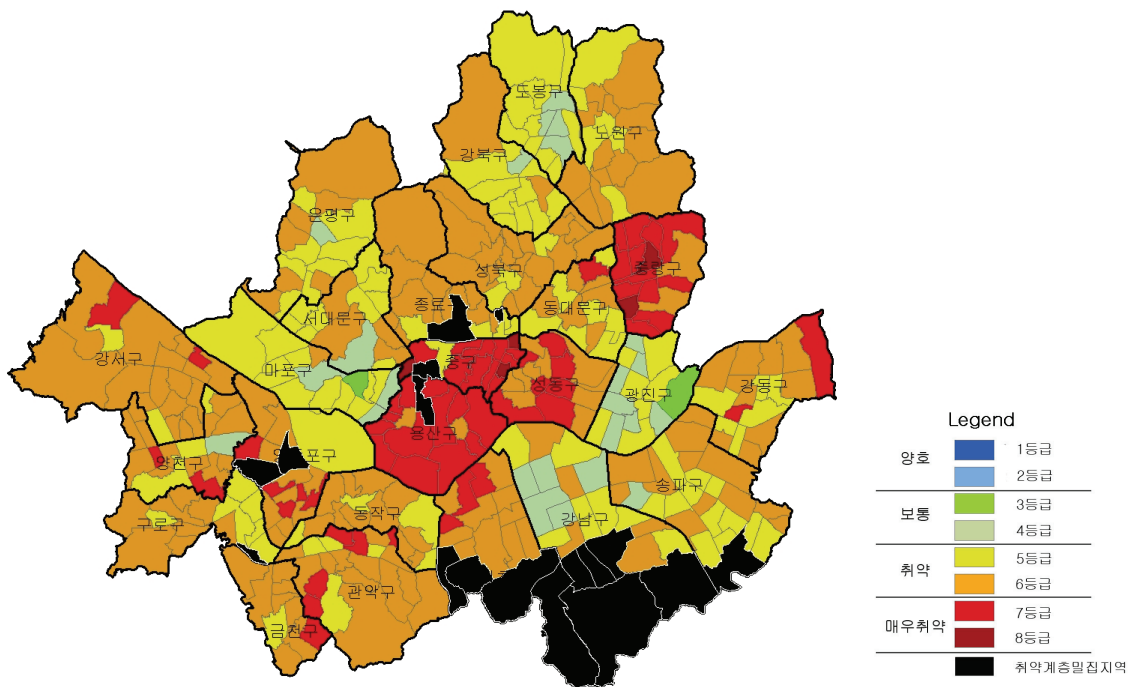 도봉구
노원구
강북구
은평구
중랑구
성북구
종로구
동대문구
서대문구
강서구
마포구
중구
성동구
광진구
강동구
용산구
양천구
송파구
구로구
동작구
강남구
관악구
금천구
Legend
양호
1등급
2등급
보통
3등급
4등급
취약
5등급
6등급
매우취약
7등급
8등급
취약계층밀집지역